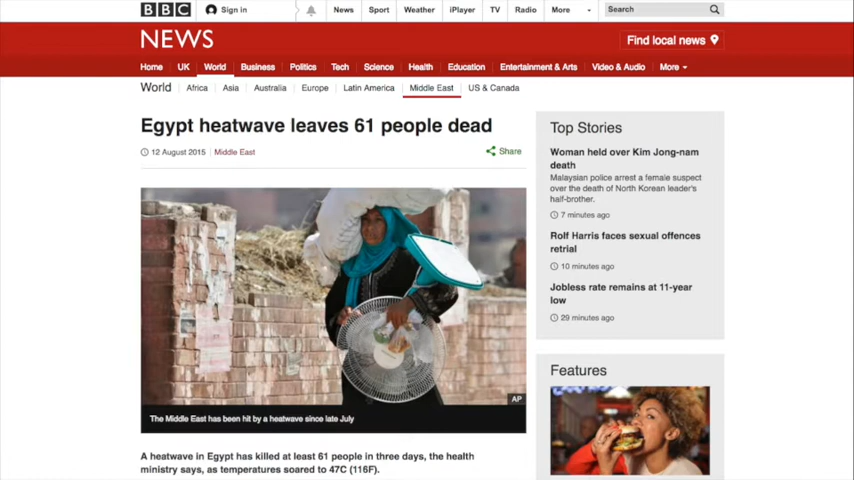 BBC Sign in News Sport Weather iPlayer TV Radio More Search
NEWS
Find local news
Home UK World Business Politics Tech Science Health Education Entertainment & Arts Video & Audio More
World Africa Asia Australia Europe Latin America Middle East US & Canada
Egypt heatwave leaves 61 people dead
12 August 2015 Middle East
Share
AP
The Middle East has been hit by a heatwave since late July
A heatwave in Egypt has killed at least 61 people in three days, the health
ministry says, as temperatures soared to 47C (116F).
Top Stories
Woman held over Kim Jong-nam
death
Malaysian police arrest a female suspect
over the death of North Korean leader's
half-brother.
7 minutes ago
Rolf Harris faces sexual offences
retrial
10 minutes ago
Jobless rate remains at 11-year
low
29 minutes ago
Features